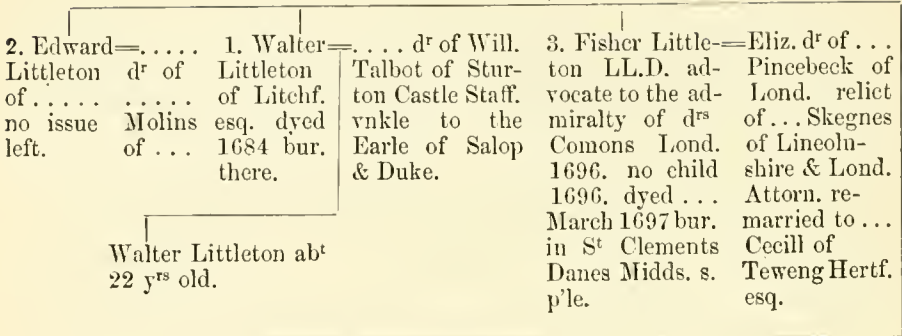 2. Edward=.....
Littleton dʳ of
of..... .....
no issue Molins
left. of ...
1. Walter=.... dʳ of Will.
Littleton Talbot of Stur-
of Litchf. ton Castle Staff.
esq. dyed vnkle to the
1684 bur. Earle of Salop
there. & Duke.
3. Fisher Little-=Eliz. dʳ of ...
ton LL.D. ad- Pincebeck of
vocate to the ad- Lond. relict
miralty of dʳˢ of ... Skegnes
Comons Lond. of Lincoln-
1696. no child shire & Lond.
1696. dyed ... Attorn. re-
March 1697 bur. married to ...
in Sᵗ Clements Cecill of
Danes Midds. s. Teweng Hertf.
p'le. esq.
Walter Littleton abᵗ
22 yʳˢ old.